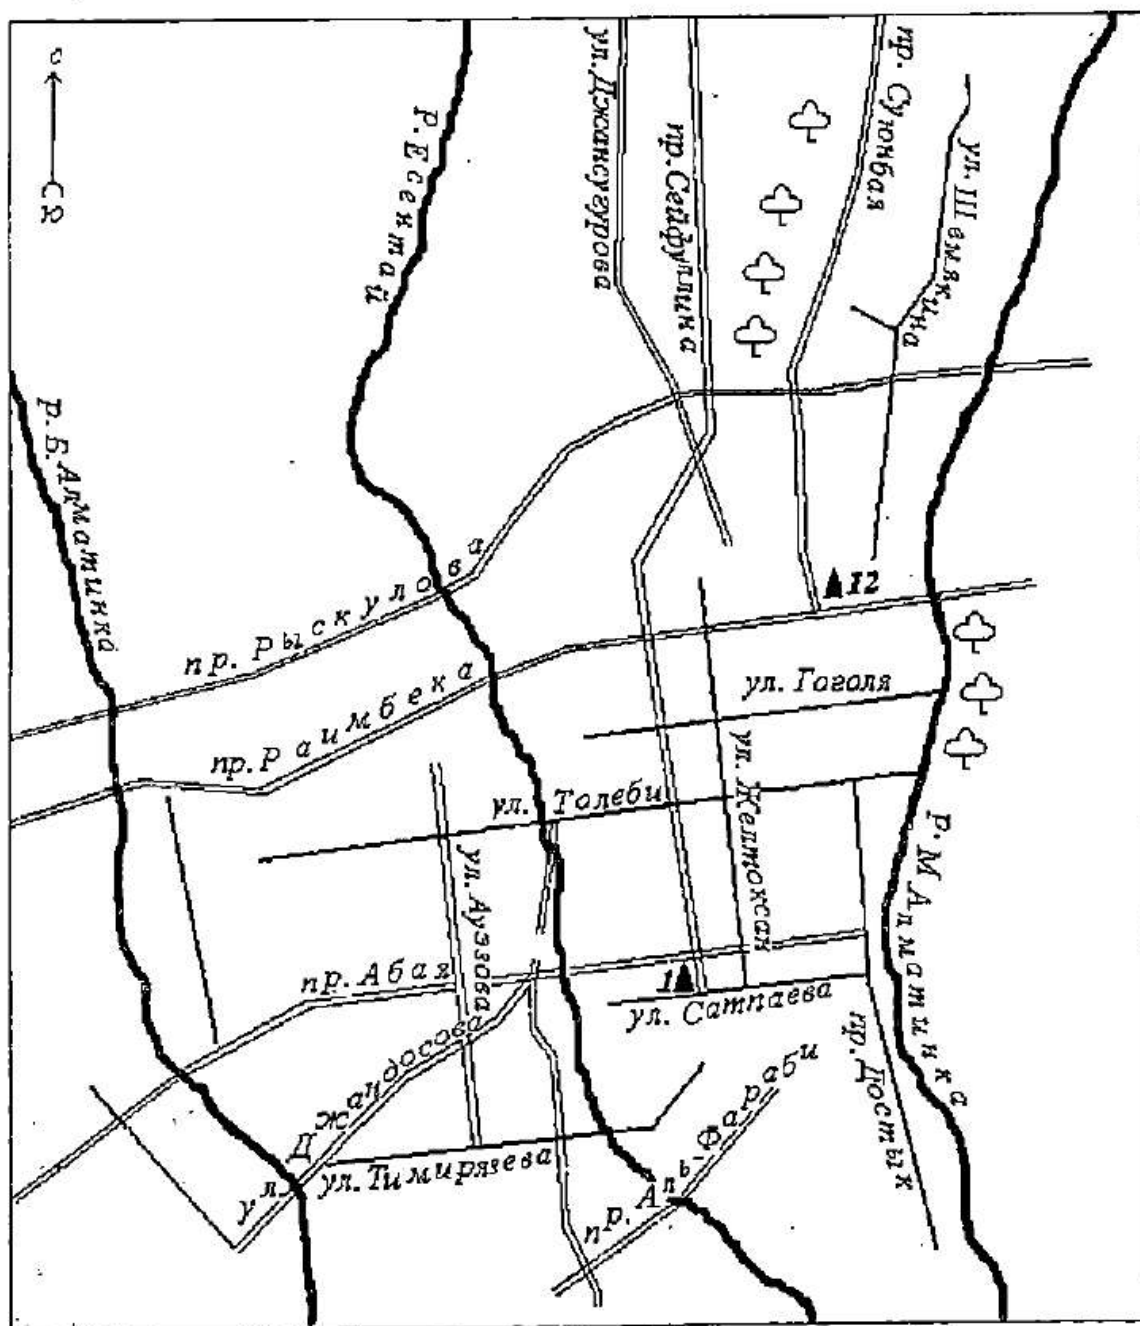 ул. Джансугурова
пр. Сейфуллина
пр. Суюнбая
ул. Шемякина
Р. Есентай
р. Б. Алматинка
пр. Рыскулова
12
пр. Раимбека
ул. Гоголя
ул. Толеби
ул. Желтоксан
ул. Ауэзова
р. М Алматинка
пр. Абая
1
ул. Сатпаева
пр. Достык
ул. Джандосова
ул. Тимирязева
пр. Аль-Фараби